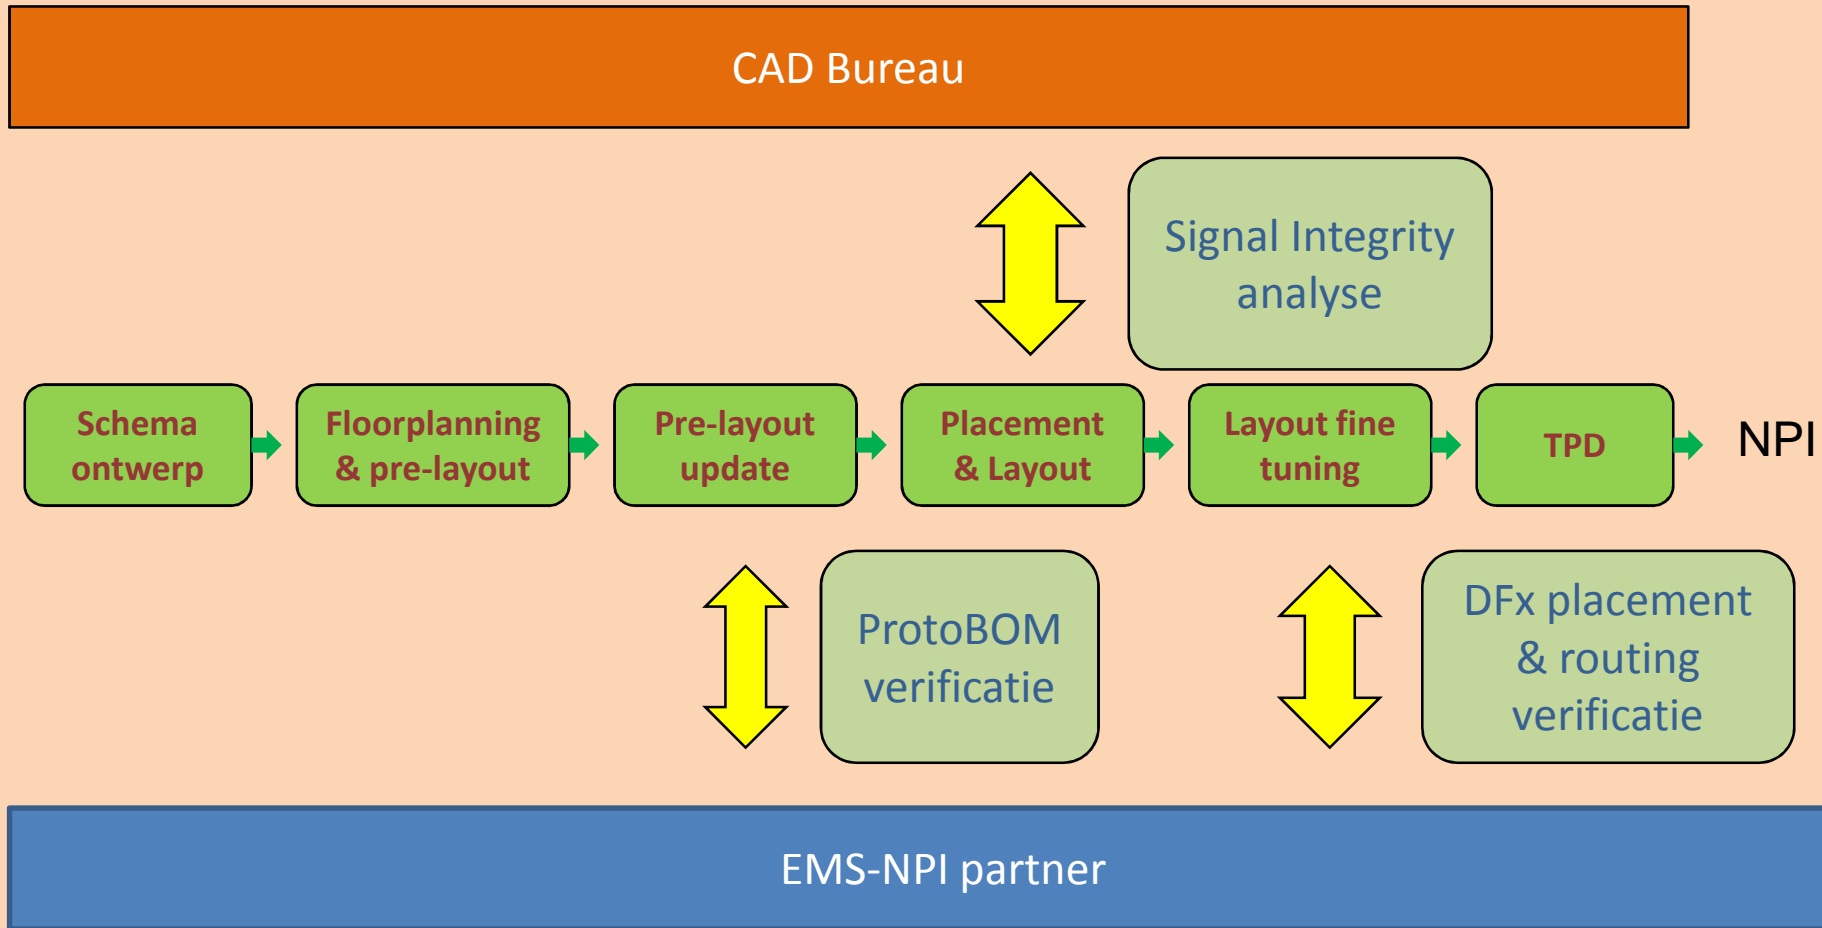 CAD Bureau
Signal Integrity
analyse
Schema
ontwerp
Floorplanning
& pre-layout
Pre-layout
update
Placement
& Layout
Layout fine
tuning
TPD
NPI
ProtoBOM
verificatie
DFx placement
& routing
verificatie
EMS-NPI partner